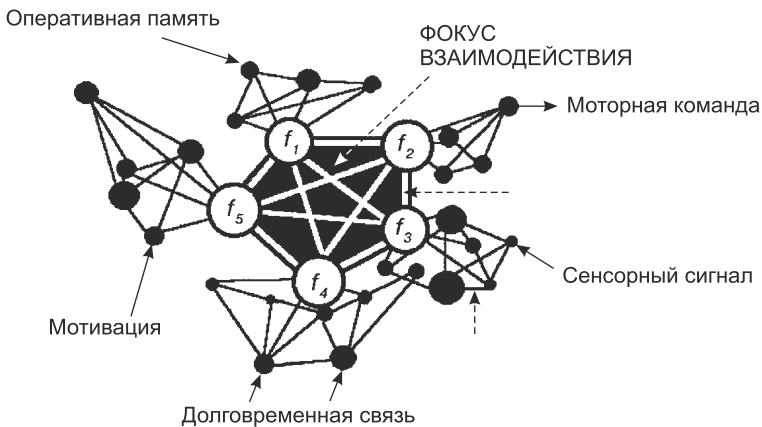 Оперативная память
ФОКУС
ВЗАИМОДЕЙСТВИЯ
Моторная команда
f1
f2
f5
f3
f4
Сенсорный сигнал
Мотивация
Долговременная связь